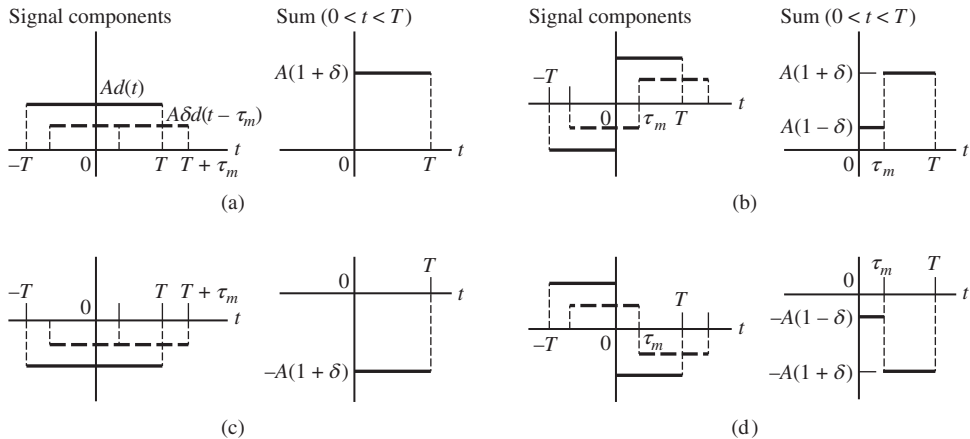 Signal components
Sum (0 < t < T)
Ad(t)
Aδd(t − τm)
−T
0
T
T + τm
t
A(1 + δ)
0
T
t
(a)
Signal components
Sum (0 < t < T)
−T
0
τm
T
t
A(1 + δ)
A(1 − δ)
0
τm
T
t
(b)
−T
0
T
T + τm
t
0
T
t
−A(1 + δ)
(c)
−T
0
τm
T
t
0
τm
T
t
−A(1 − δ)
−A(1 + δ)
(d)